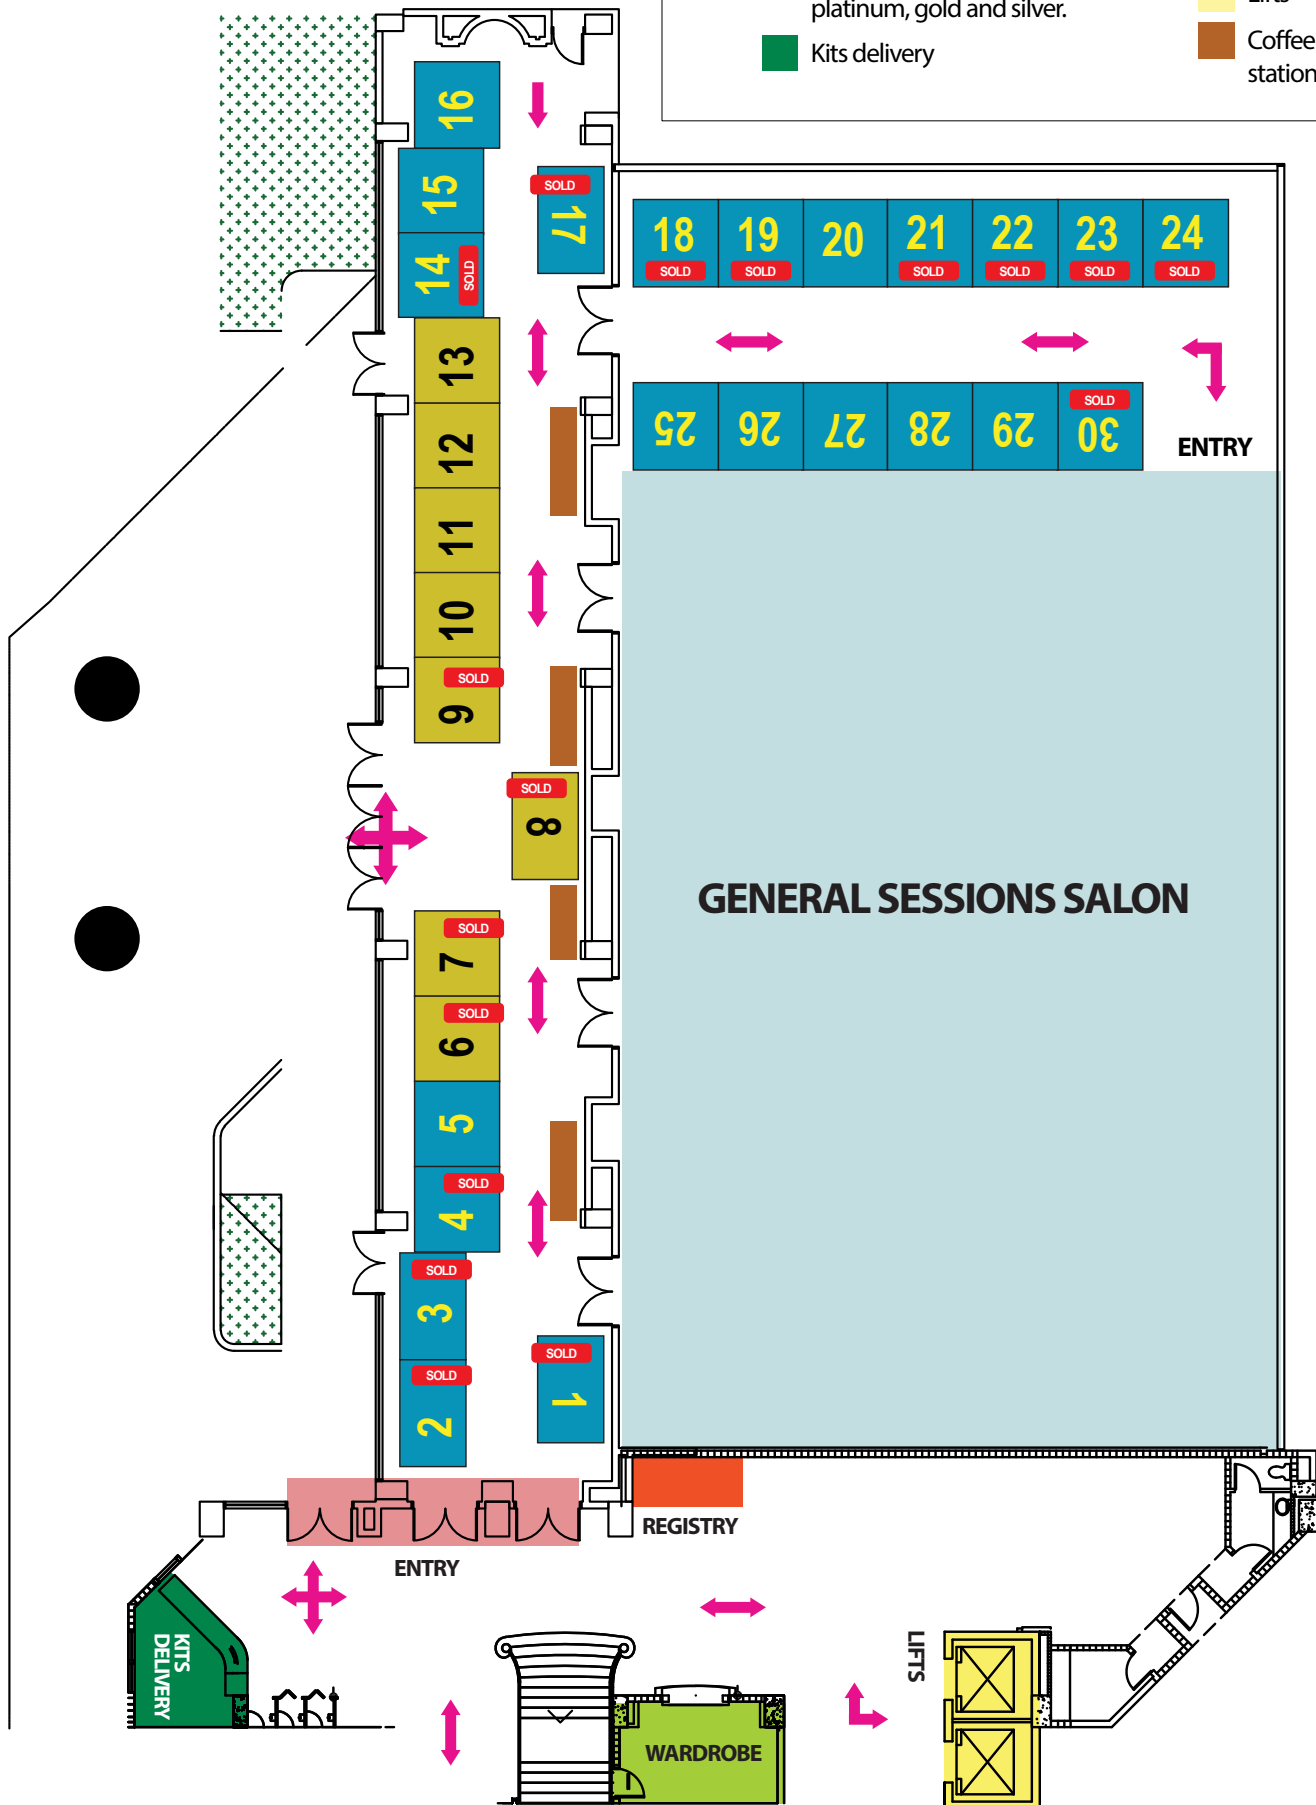 platinum, gold and silver.
Lifts
Kits delivery
Coffee
station
16
15
SOLD
17
14
SOLD
18
SOLD
19
SOLD
20
21
SOLD
22
SOLD
23
SOLD
24
SOLD
13
12
11
10
SOLD
9
25
26
27
28
29
SOLD
30
ENTRY
SOLD
8
GENERAL SESSIONS SALON
SOLD
7
SOLD
6
5
SOLD
4
SOLD
3
SOLD
2
SOLD
1
REGISTRY
ENTRY
KITS
DELIVERY
LIFTS
WARDROBE